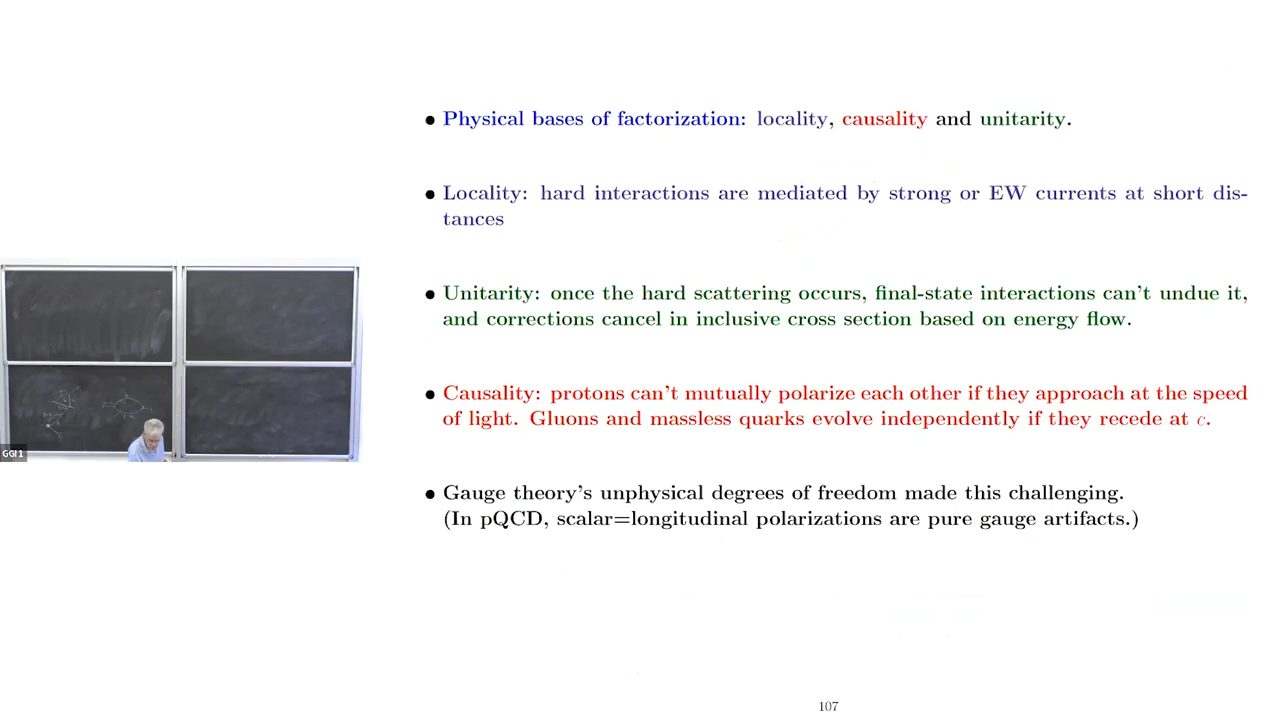 • Physical bases of factorization: locality, causality and unitarity.
• Locality: hard interactions are mediated by strong or EW currents at short dis-
tances
• Unitarity: once the hard scattering occurs, final-state interactions can't undue it,
and corrections cancel in inclusive cross section based on energy flow.
• Causality: protons can't mutually polarize each other if they approach at the speed
of light. Gluons and massless quarks evolve independently if they recede at c.
• Gauge theory's unphysical degrees of freedom made this challenging.
(In pQCD, scalar=longitudinal polarizations are pure gauge artifacts.)
GGI 1
107